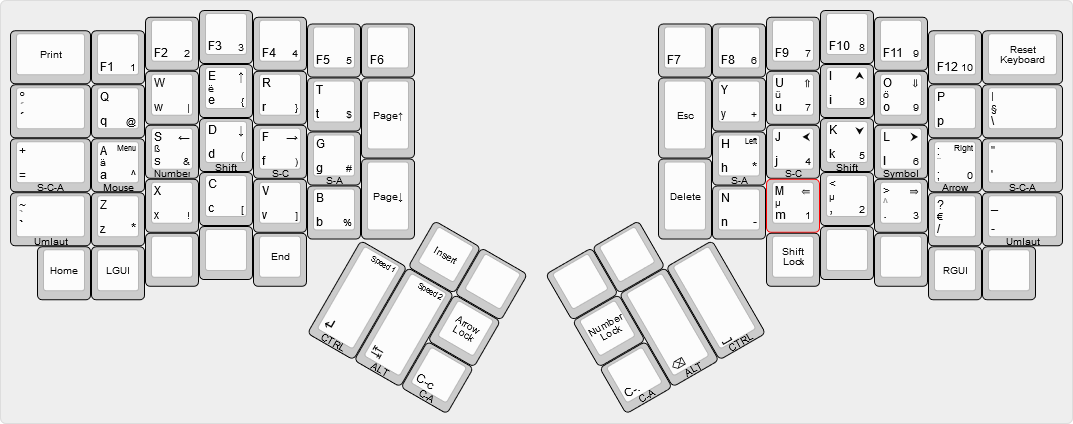 Print
F1 1
F2 2
F3 3
F4 4
F5 5
F6
°
´
Q
q @
W
w |
E ↑
ë
e {
R
r }
T
t $
Page↑
+
=
S-C-A
A Menu
ä
a ^
Mouse
S ←
ß
s &
Number
D ↓
d (
Shift
F →
f )
S-C
G
g #
S-A
~
`
Umlaut
Z
z *
X
x !
C
c [
V
v ]
B
b %
Page↓
Home
LGUI
End
Speed 1
↵
CTRL
Speed 2
↹
ALT
Insert
Arrow
Lock
C-c
C-A
F7
F8 6
F9 7
F10 8
F11 9
F12 10
Reset
Keyboard
Esc
Y
y +
U ⇑
ü
u 7
I ⮝
i 8
O ⇓
ö
o 9
P
p
|
§
\
H Left
h *
S-A
J ⮜
j 4
S-C
K ⮟
k 5
Shift
L ⮞
l 6
Symbol
: Right
; 0
Arrow
"
'
S-C-A
Delete
N
n -
M ⇐
µ
m 1
<
µ
, 2
> ⇒
^
. 3
?
€
/
_
-
Umlaut
Shift
Lock
RGUI
Number
Lock
C-A
⌫
ALT
CTRL